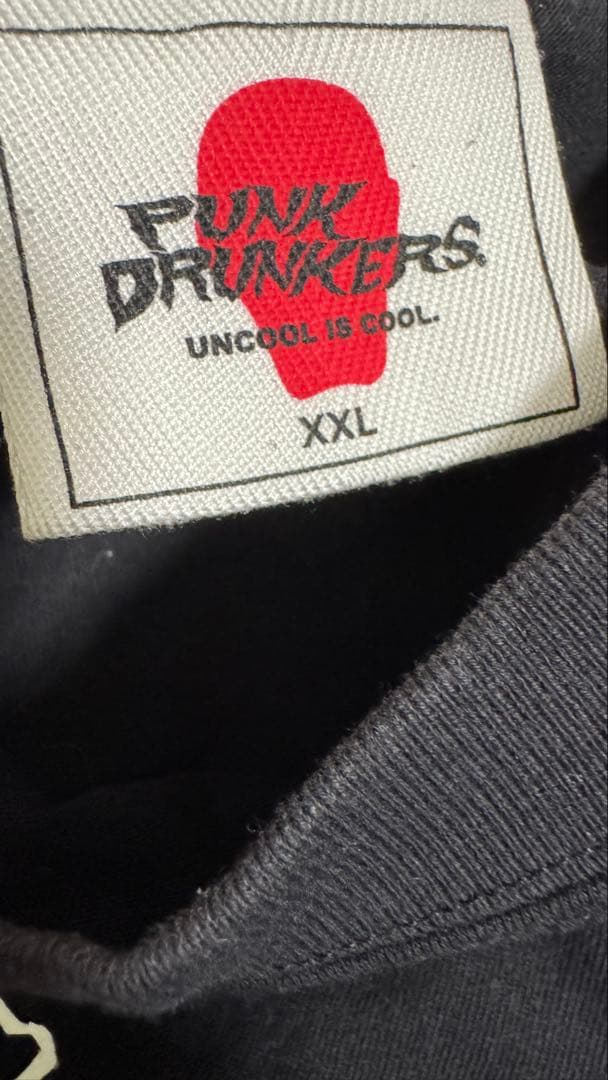 PUNK
DRUNKERS.
UNCOOL IS COOL.
XXL